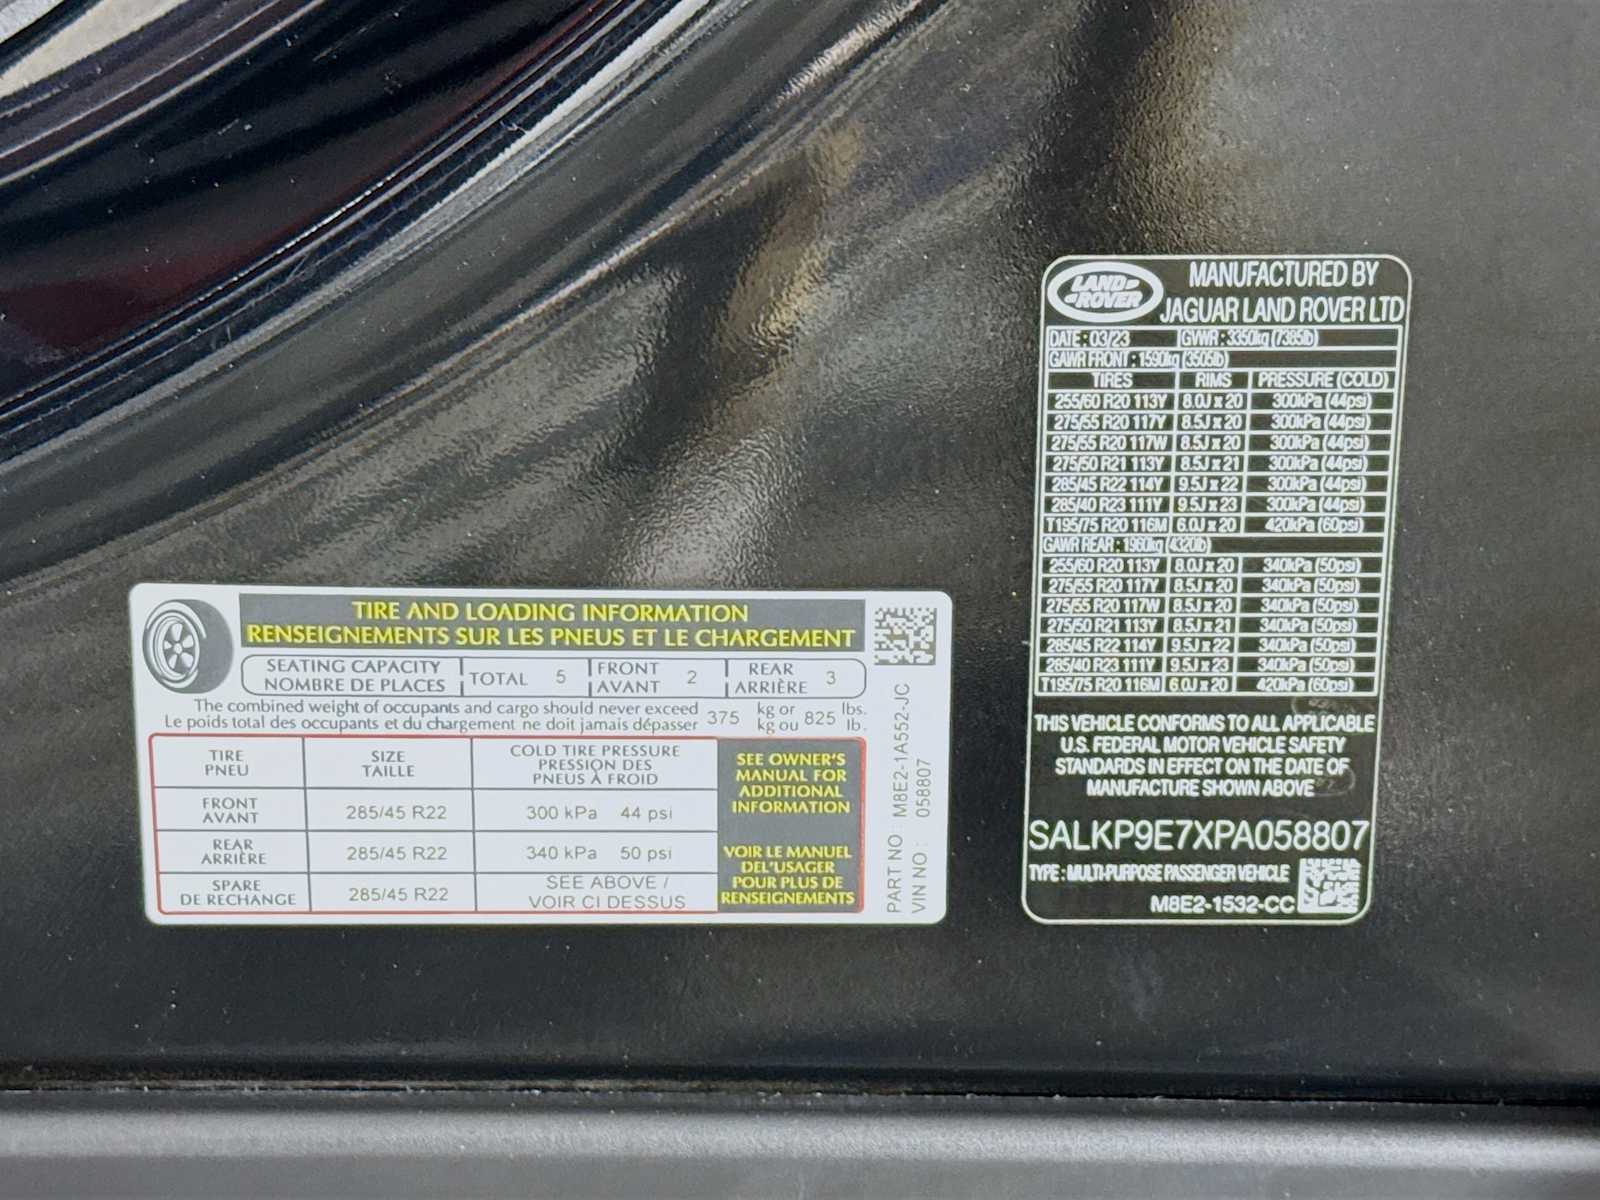 TIRE AND LOADING INFORMATION
RENSEIGNEMENTS SUR LES PNEUS ET LE CHARGEMENT
SEATING CAPACITY TOTAL 5 FRONT 2 REAR 3
NOMBRE DE PLACES AVANT ARRIÈRE
The combined weight of occupants and cargo should never exceed 375 kg or 825 lbs.
Le poids total des occupants et du chargement ne doit jamais dépasser kg ou lb.
TIRE SIZE COLD TIRE PRESSURE
PNEU TAILLE PRESSION DES
PNEUS À FROID
FRONT
AVANT 285/45 R22 300 kPa 44 psi
REAR
ARRIÈRE 285/45 R22 340 kPa 50 psi
SPARE
DE RECHANGE 285/45 R22 SEE ABOVE /
VOIR CI DESSUS
SEE OWNER'S
MANUAL FOR
ADDITIONAL
INFORMATION
VOIR LE MANUEL
DEL'USAGER
POUR PLUS DE
RENSEIGNEMENTS
PART NO : M8E2-1A552-JC
VIN NO : 058807
LAND
ROVER
MANUFACTURED BY
JAGUAR LAND ROVER LTD
DATE : 03/23 GVWR : 3350kg (7385lb)
GAWR FRONT : 1590kg (3505lb)
TIRES RIMS PRESSURE (COLD)
255/60 R20 113Y 8.0J x 20 300kPa (44psi)
275/55 R20 117Y 8.5J x 20 300kPa (44psi)
275/55 R20 117W 8.5J x 20 300kPa (44psi)
275/50 R21 113Y 8.5J x 21 300kPa (44psi)
285/45 R22 114Y 9.5J x 22 300kPa (44psi)
285/40 R23 111Y 9.5J x 23 300kPa (44psi)
T195/75 R20 116M 6.0J x 20 420kPa (60psi)
GAWR REAR : 1960kg (4320lb)
255/60 R20 113Y 8.0J x 20 340kPa (50psi)
275/55 R20 117Y 8.5J x 20 340kPa (50psi)
275/55 R20 117W 8.5J x 20 340kPa (50psi)
275/50 R21 113Y 8.5J x 21 340kPa (50psi)
285/45 R22 114Y 9.5J x 22 340kPa (50psi)
285/40 R23 111Y 9.5J x 23 340kPa (50psi)
T195/75 R20 116M 6.0J x 20 420kPa (60psi)
THIS VEHICLE CONFORMS TO ALL APPLICABLE
U.S. FEDERAL MOTOR VEHICLE SAFETY
STANDARDS IN EFFECT ON THE DATE OF
MANUFACTURE SHOWN ABOVE
SALKP9E7XPA058807
TYPE : MULTI-PURPOSE PASSENGER VEHICLE
M8E2-1532-CC